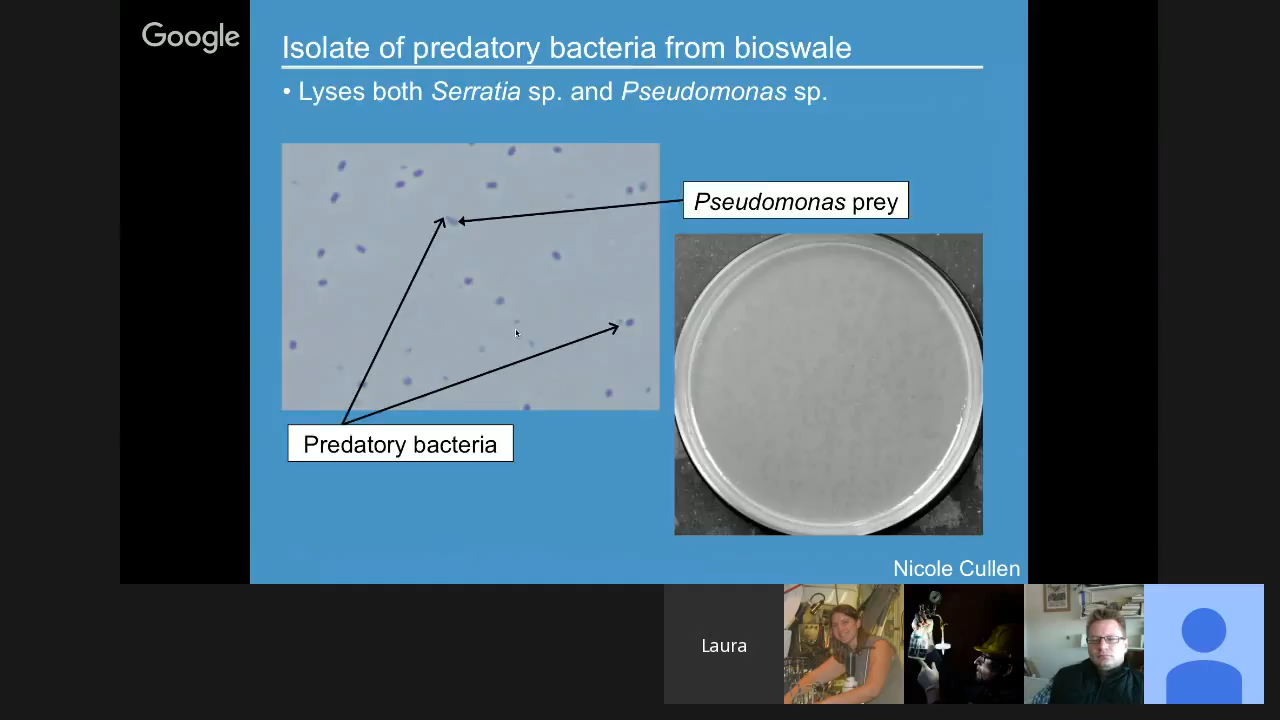 Google
Isolate of predatory bacteria from bioswale
• Lyses both Serratia sp. and Pseudomonas sp.
Pseudomonas prey
Predatory bacteria
Nicole Cullen
Laura